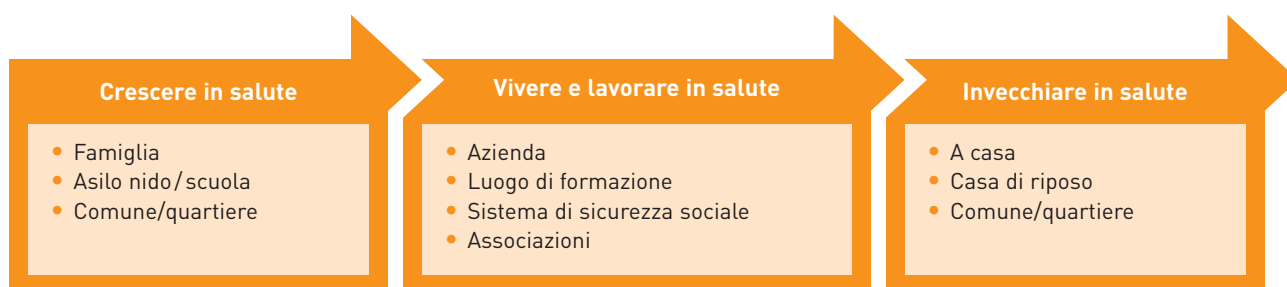 Crescere in salute
• Famiglia
• Asilo nido/scuola
• Comune/quartiere
Vivere e lavorare in salute
• Azienda
• Luogo di formazione
• Sistema di sicurezza sociale
• Associazioni
Invecchiare in salute
• A casa
• Casa di riposo
• Comune/quartiere